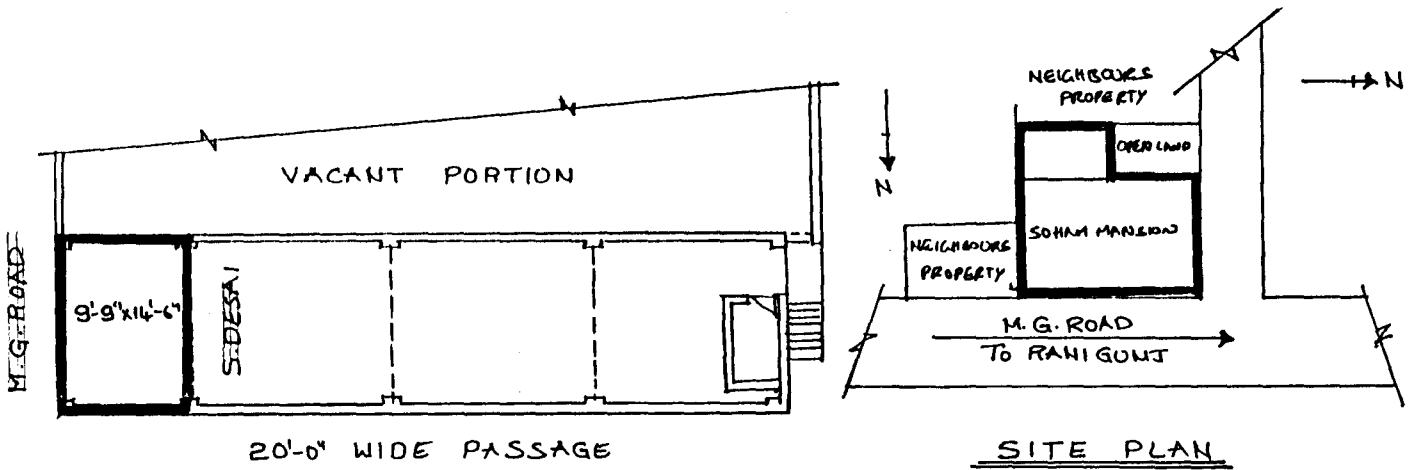 VACANT PORTION
M.G. ROAD
9'-9"x14'-6"
S.DESAI
20'-0" WIDE PASSAGE
NEIGHBOURS
PROPERTY
N
N
OPEN LAND
SOHAM MANSION
NEIGHBOURS
PROPERTY
M.G. ROAD
TO RANIGUNJ
SITE PLAN